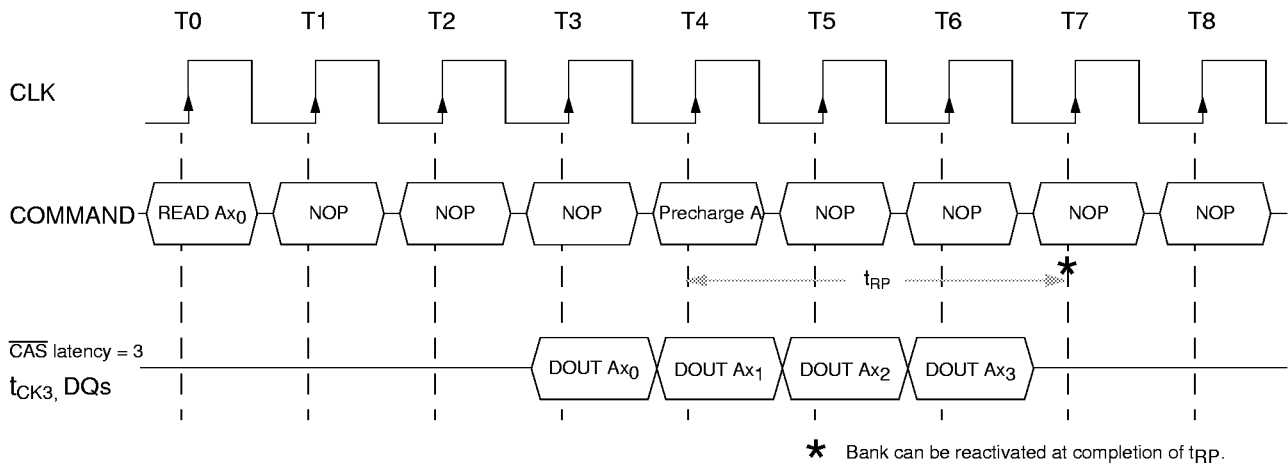 T0 T1 T2 T3 T4 T5 T6 T7 T8
CLK
COMMAND READ Ax0 NOP NOP NOP Precharge A NOP NOP NOP NOP
*
tRP
CAS latency = 3
tCK3, DQs DOUT Ax0 DOUT Ax1 DOUT Ax2 DOUT Ax3
* Bank can be reactivated at completion of tRP.